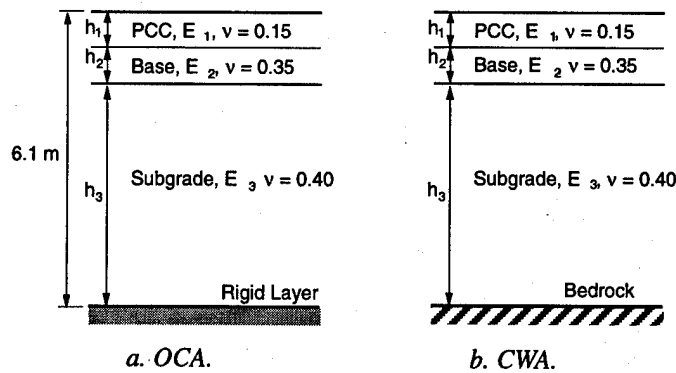 h₁
PCC, E ₁, ν = 0.15
h₂
Base, E ₂, ν = 0.35
6.1 m
h₃
Subgrade, E ₃ ν = 0.40
Rigid Layer
a. OCA.
h₁
PCC, E ₁, ν = 0.15
h₂
Base, E ₂ ν = 0.35
h₃
Subgrade, E ₃, ν = 0.40
Bedrock
b. CWA.